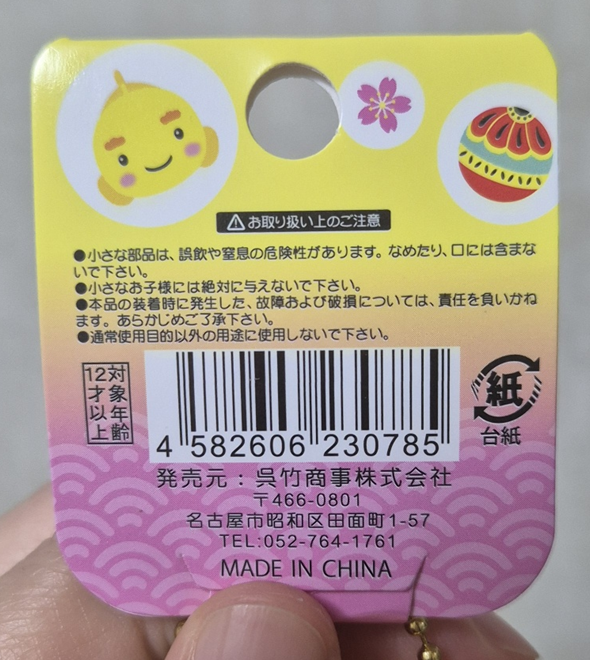 ⚠お取り扱い上のご注意
●小さな部品は、誤飲や窒息の危険性があります。なめたり、口には含まな
いで下さい。
●小さなお子様には絶対に与えないで下さい。
●本品の装着時に発生した、故障および破損については、責任を負いかね
ます。あらかじめご了承下さい。
●通常使用目的以外の用途に使用しないで下さい。
対象年齢
12才以上
紙
台紙
4 582606 230785
発売元:呉竹商事株式会社
〒466-0801
名古屋市昭和区田面町1-57
TEL:052-764-1761
MADE IN CHINA